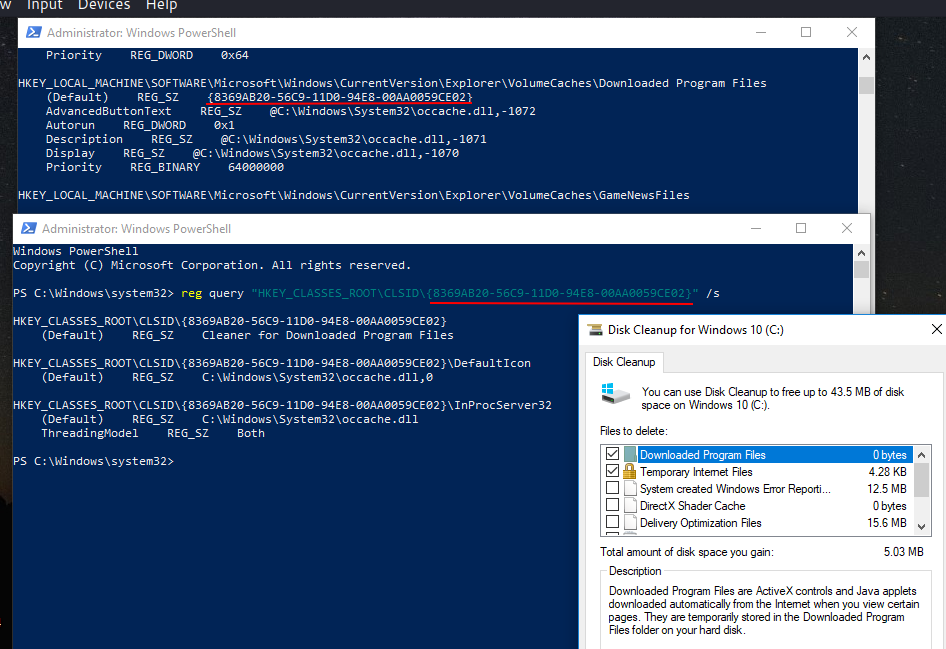 w Input Devices Help
Administrator: Windows PowerShell
Priority REG_DWORD 0x64
HKEY_LOCAL_MACHINE\SOFTWARE\Microsoft\Windows\CurrentVersion\Explorer\VolumeCaches\Downloaded Program Files
(Default) REG_SZ {8369AB20-56C9-11D0-94E8-00AA0059CE02}
AdvancedButtonText REG_SZ @C:\Windows\System32\occache.dll,-1072
Autorun REG_DWORD 0x1
Description REG_SZ @C:\Windows\System32\occache.dll,-1071
Display REG_SZ @C:\Windows\System32\occache.dll,-1070
Priority REG_BINARY 64000000
HKEY_LOCAL_MACHINE\SOFTWARE\Microsoft\Windows\CurrentVersion\Explorer\VolumeCaches\GameNewsFiles
Administrator: Windows PowerShell
Windows PowerShell
Copyright (C) Microsoft Corporation. All rights reserved.
PS C:\Windows\system32> reg query "HKEY_CLASSES_ROOT\CLSID\{8369AB20-56C9-11D0-94E8-00AA0059CE02}" /s
HKEY_CLASSES_ROOT\CLSID\{8369AB20-56C9-11D0-94E8-00AA0059CE02}
(Default) REG_SZ Cleaner for Downloaded Program Files
HKEY_CLASSES_ROOT\CLSID\{8369AB20-56C9-11D0-94E8-00AA0059CE02}\DefaultIcon
(Default) REG_SZ C:\Windows\System32\occache.dll,0
HKEY_CLASSES_ROOT\CLSID\{8369AB20-56C9-11D0-94E8-00AA0059CE02}\InProcServer32
(Default) REG_SZ C:\Windows\System32\occache.dll
ThreadingModel REG_SZ Both
PS C:\Windows\system32>
Disk Cleanup for Windows 10 (C:)
Disk Cleanup
You can use Disk Cleanup to free up to 43.5 MB of disk
space on Windows 10 (C:).
Files to delete:
Downloaded Program Files 0 bytes
Temporary Internet Files 4.28 KB
System created Windows Error Reporti... 12.5 MB
DirectX Shader Cache 0 bytes
Delivery Optimization Files 15.6 MB
Total amount of disk space you gain: 5.03 MB
Description
Downloaded Program Files are ActiveX controls and Java applets
downloaded automatically from the Internet when you view certain
pages. They are temporarily stored in the Downloaded Program
Files folder on your hard disk.